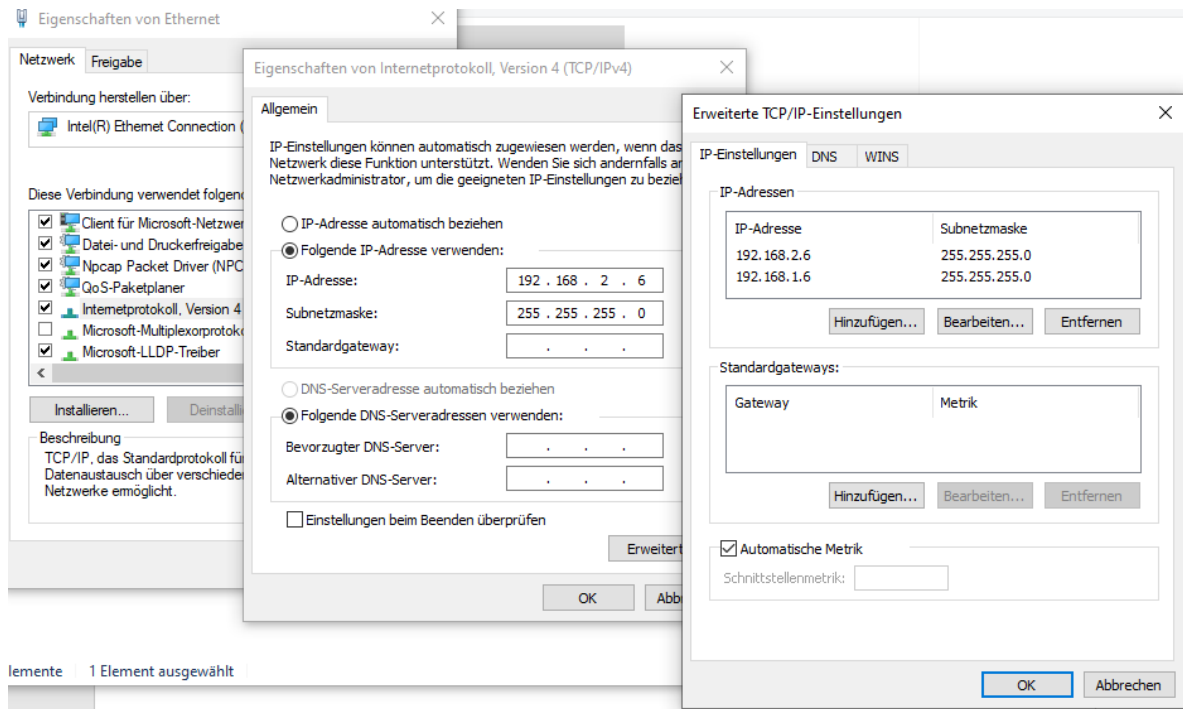 Eigenschaften von Ethernet
Netzwerk
Freigabe
Verbindung herstellen über:
Intel(R) Ethernet Connection (
Diese Verbindung verwendet folgen
Client für Microsoft-Netzwer
Datei- und Druckerfreigabe
Npcap Packet Driver (NPC
QoS-Paketplaner
Internetprotokoll, Version 4
Microsoft-Multiplexorprotoko
Microsoft-LLDP-Treiber
Installieren...
Deinstalli
Beschreibung
TCP/IP, das Standardprotokoll fü
Datenaustausch über verschieden
Netzwerke ermöglicht.
lemente
1 Element ausgewählt
Eigenschaften von Internetprotokoll, Version 4 (TCP/IPv4)
Allgemein
IP-Einstellungen können automatisch zugewiesen werden, wenn das
Netzwerk diese Funktion unterstützt. Wenden Sie sich andernfalls an
Netzwerkadministrator, um die geeigneten IP-Einstellungen zu bezieh
IP-Adresse automatisch beziehen
Folgende IP-Adresse verwenden:
IP-Adresse:
192 . 168 . 2 . 6
Subnetzmaske:
255 . 255 . 255 . 0
Standardgateway:
. . .
DNS-Serveradresse automatisch beziehen
Folgende DNS-Serveradressen verwenden:
Bevorzugter DNS-Server:
. . .
Alternativer DNS-Server:
. . .
Einstellungen beim Beenden überprüfen
Erweitert
OK
Abb
Erweiterte TCP/IP-Einstellungen
IP-Einstellungen
DNS
WINS
IP-Adressen
IP-Adresse Subnetzmaske
192.168.2.6 255.255.255.0
192.168.1.6 255.255.255.0
Hinzufügen...
Bearbeiten...
Entfernen
Standardgateways:
Gateway Metrik
Hinzufügen...
Bearbeiten...
Entfernen
Automatische Metrik
Schnittstellenmetrik:
OK
Abbrechen